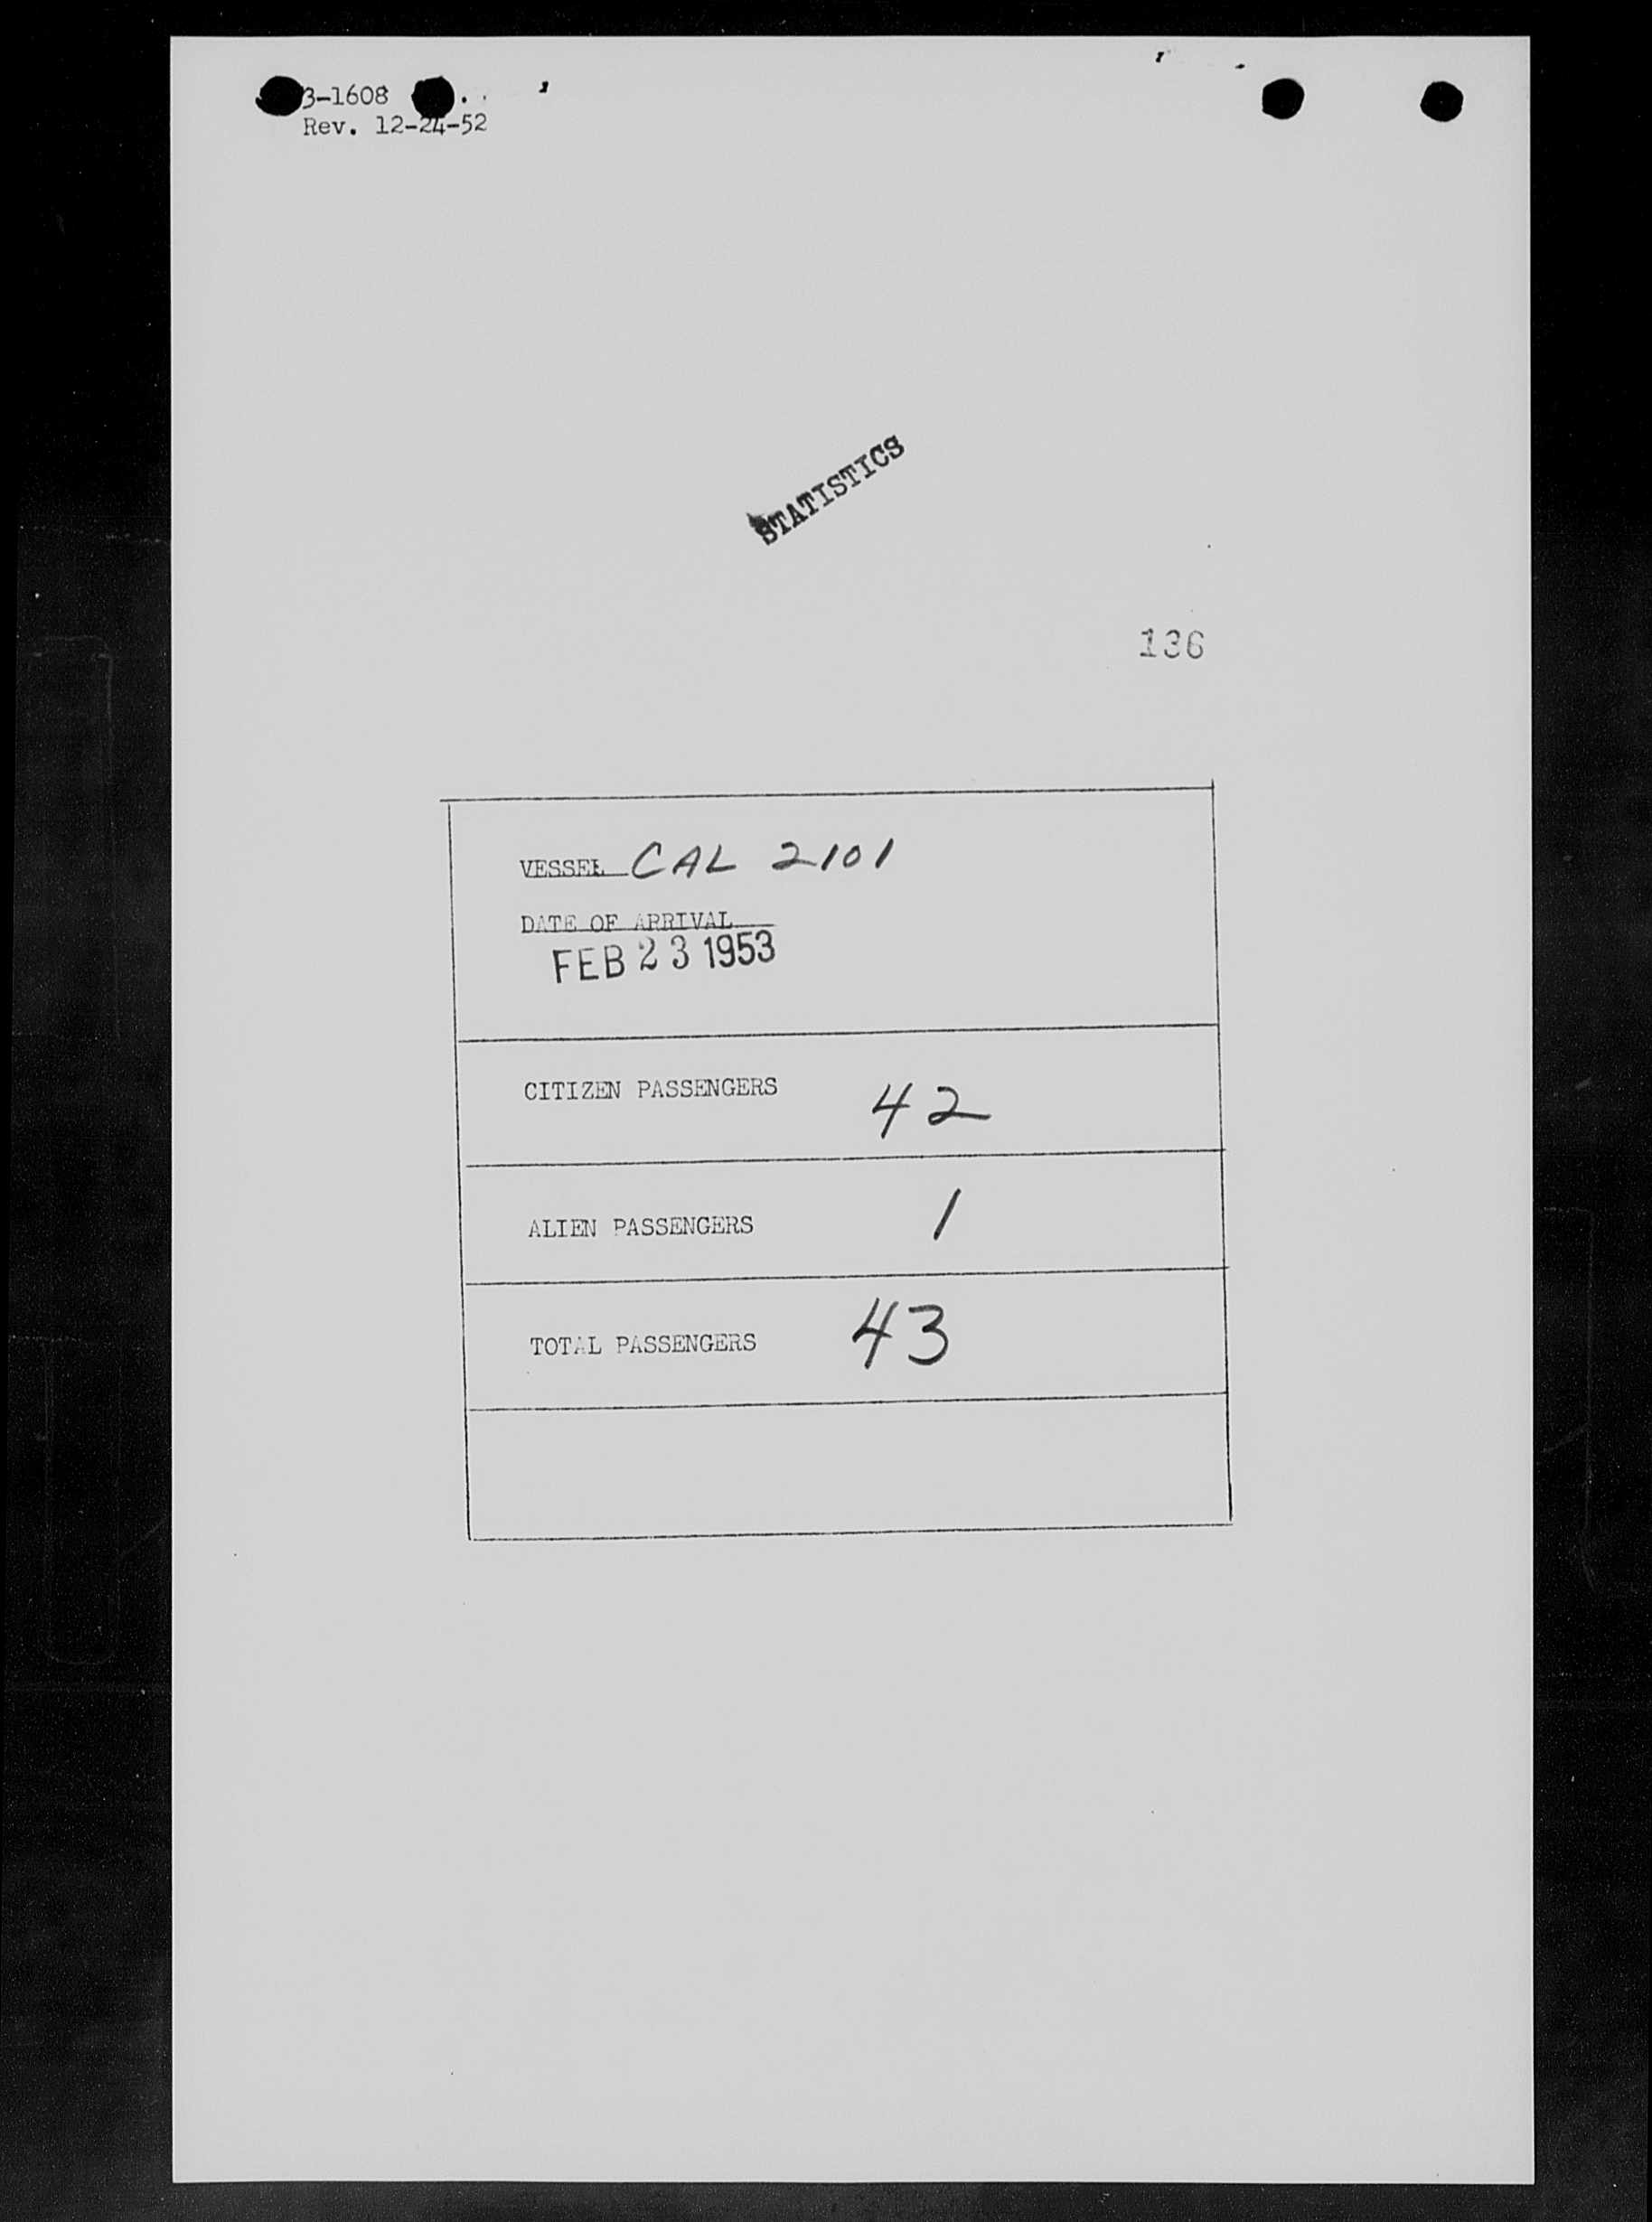 3-1608
Rev. 12-24-52
STATISTICS
136
VESSEL CAL 2101
DATE OF ARRIVAL
FEB 23 1953
CITIZEN PASSENGERS 42
ALIEN PASSENGERS 1
TOTAL PASSENGERS 43